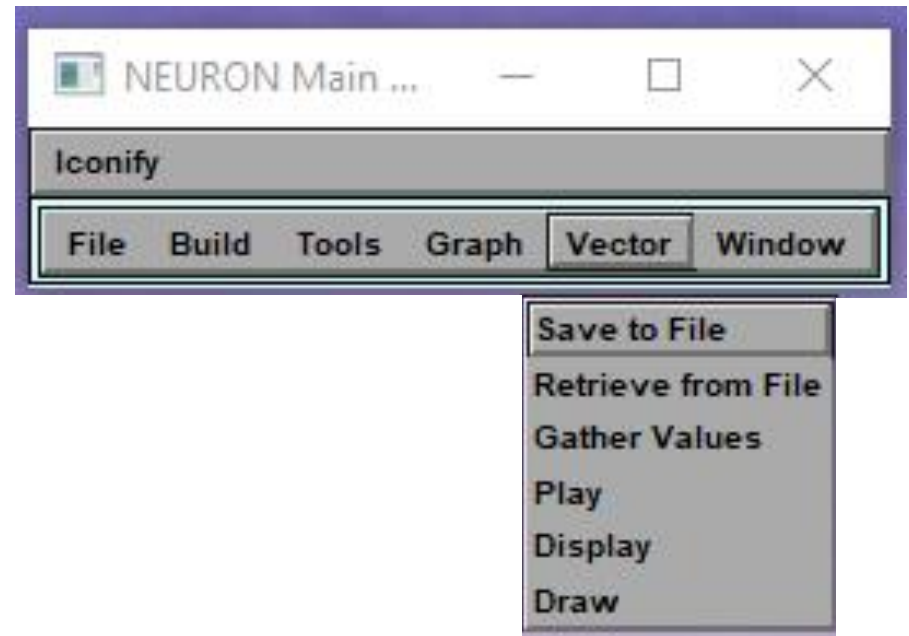 NEURON Main ...
Iconify
File Build Tools Graph Vector Window
Save to File
Retrieve from File
Gather Values
Play
Display
Draw